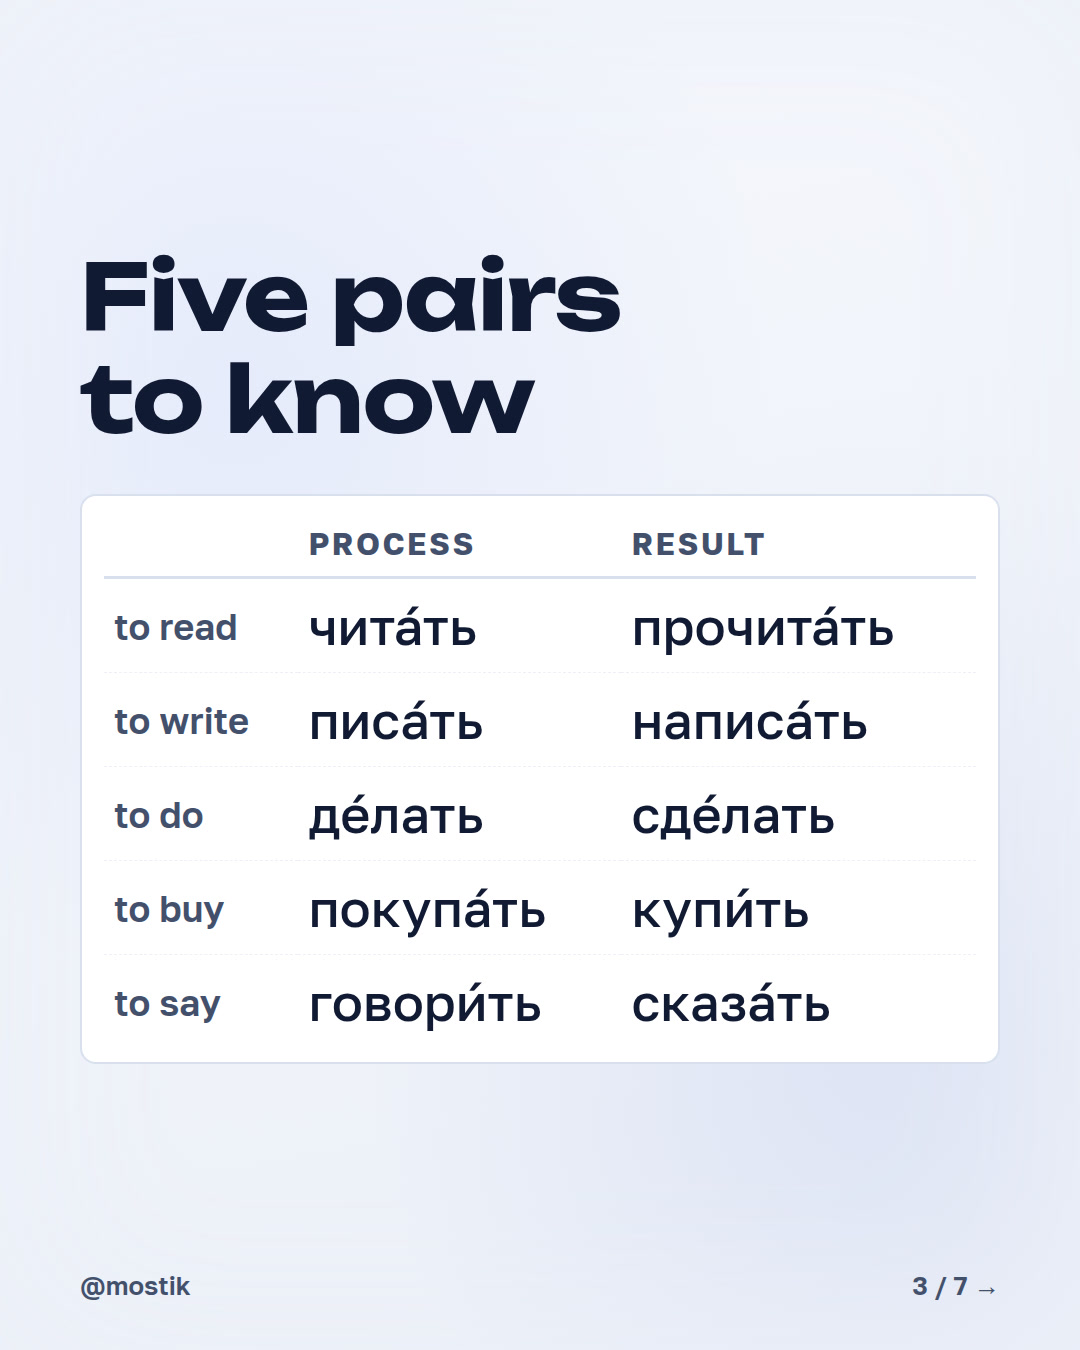 Five pairs
to know
PROCESS RESULT
to read чита́ть прочита́ть
to write писа́ть написа́ть
to do де́лать сде́лать
to buy покупа́ть купи́ть
to say говори́ть сказа́ть
@mostik 3 / 7 →